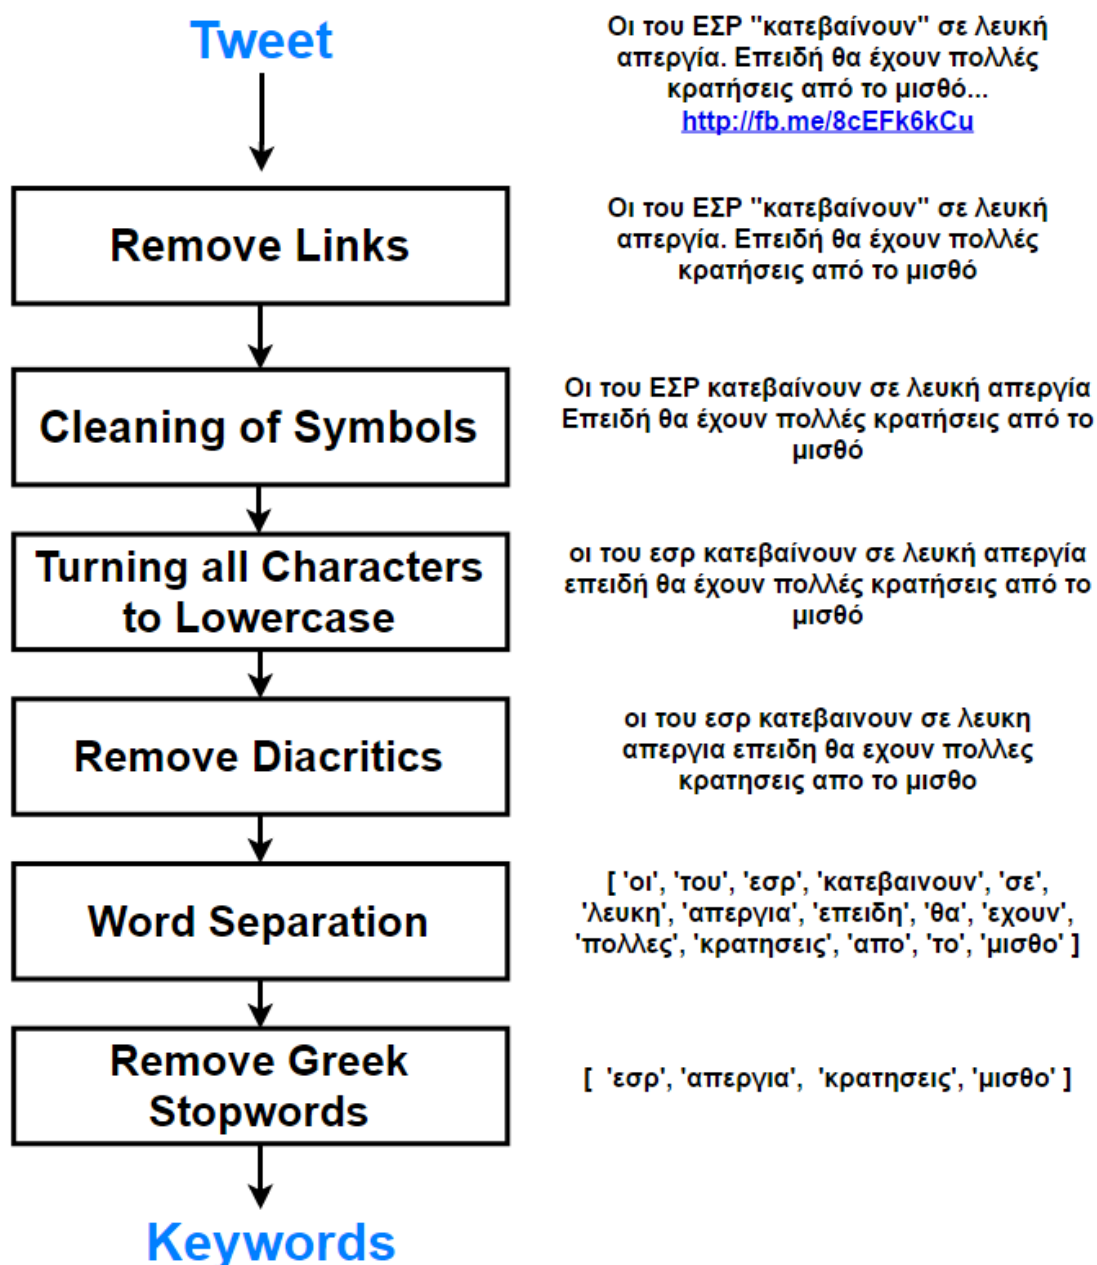 Tweet
Οι του ΕΣΡ "κατεβαίνουν" σε λευκή
απεργία. Επειδή θα έχουν πολλές
κρατήσεις από το μισθό...
http://fb.me/8cEFk6kCu
Remove Links
Οι του ΕΣΡ "κατεβαίνουν" σε λευκή
απεργία. Επειδή θα έχουν πολλές
κρατήσεις από το μισθό
Cleaning of Symbols
Οι του ΕΣΡ κατεβαίνουν σε λευκή απεργία
Επειδή θα έχουν πολλές κρατήσεις από το
μισθό
Turning all Characters
to Lowercase
οι του εσρ κατεβαίνουν σε λευκή απεργία
επειδή θα έχουν πολλές κρατήσεις από το
μισθό
Remove Diacritics
οι του εσρ κατεβαινουν σε λευκη
απεργια επειδη θα εχουν πολλες
κρατησεις απο το μισθο
Word Separation
[ 'οι', 'του', 'εσρ', 'κατεβαινουν', 'σε',
'λευκη', 'απεργια', 'επειδη', 'θα', 'εχουν',
'πολλες', 'κρατησεις', 'απο', 'το', 'μισθο' ]
Remove Greek
Stopwords
[ 'εσρ', 'απεργια', 'κρατησεις', 'μισθο' ]
Keywords